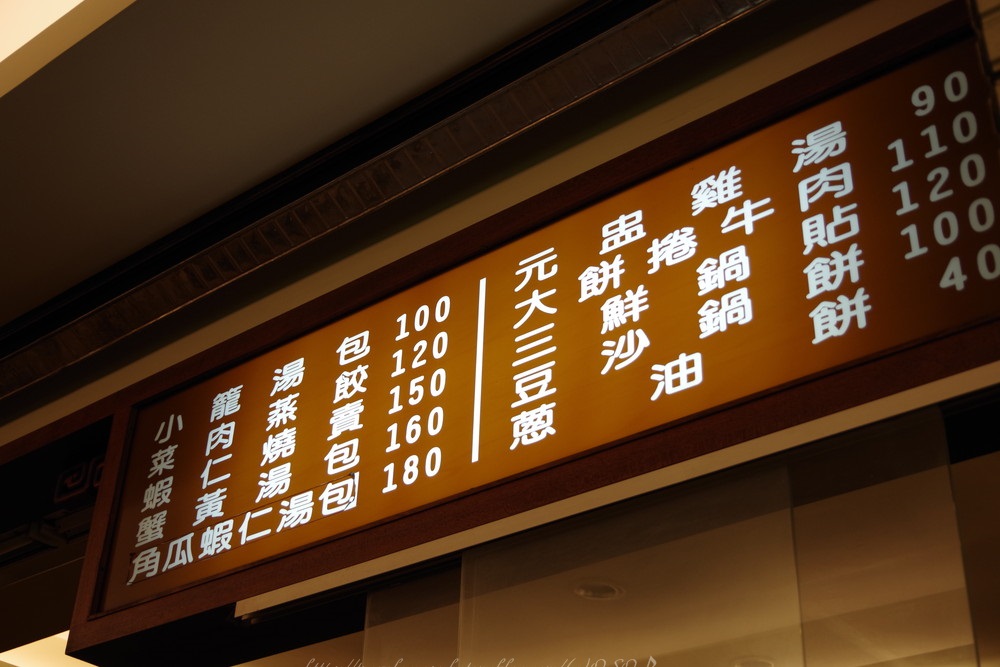 小籠湯包 100
菜肉蒸餃 120
蝦仁燒賣 150
蟹黃湯包 160
角瓜蝦仁湯包 180
元盅雞湯 90
大餅捲牛肉 110
三鮮鍋貼 120
豆沙鍋餅 100
蔥油餅 40